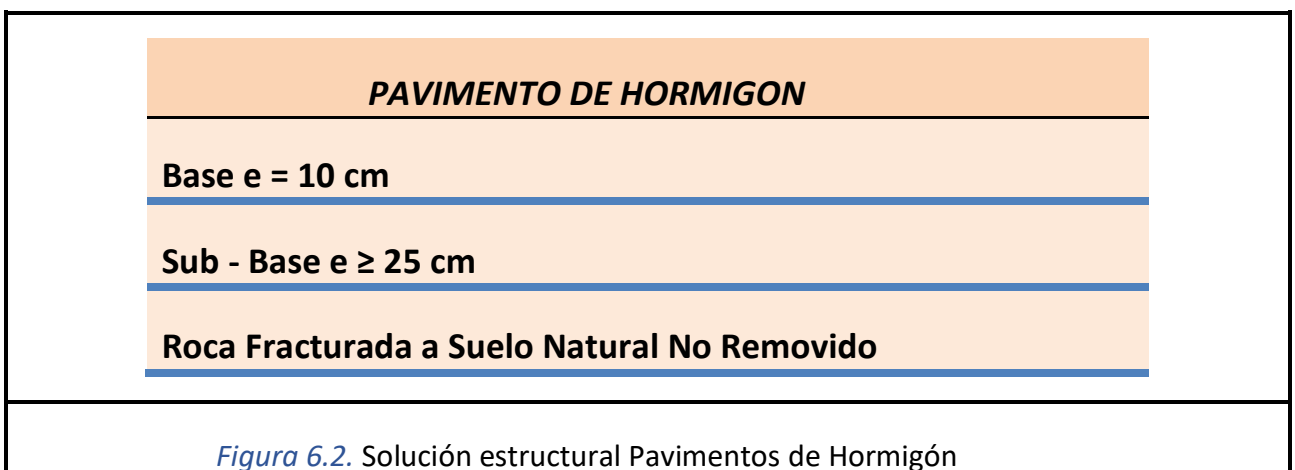 PAVIMENTO DE HORMIGON
Base e = 10 cm
Sub - Base e ≥ 25 cm
Roca Fracturada a Suelo Natural No Removido
Figura 6.2. Solución estructural Pavimentos de Hormigón